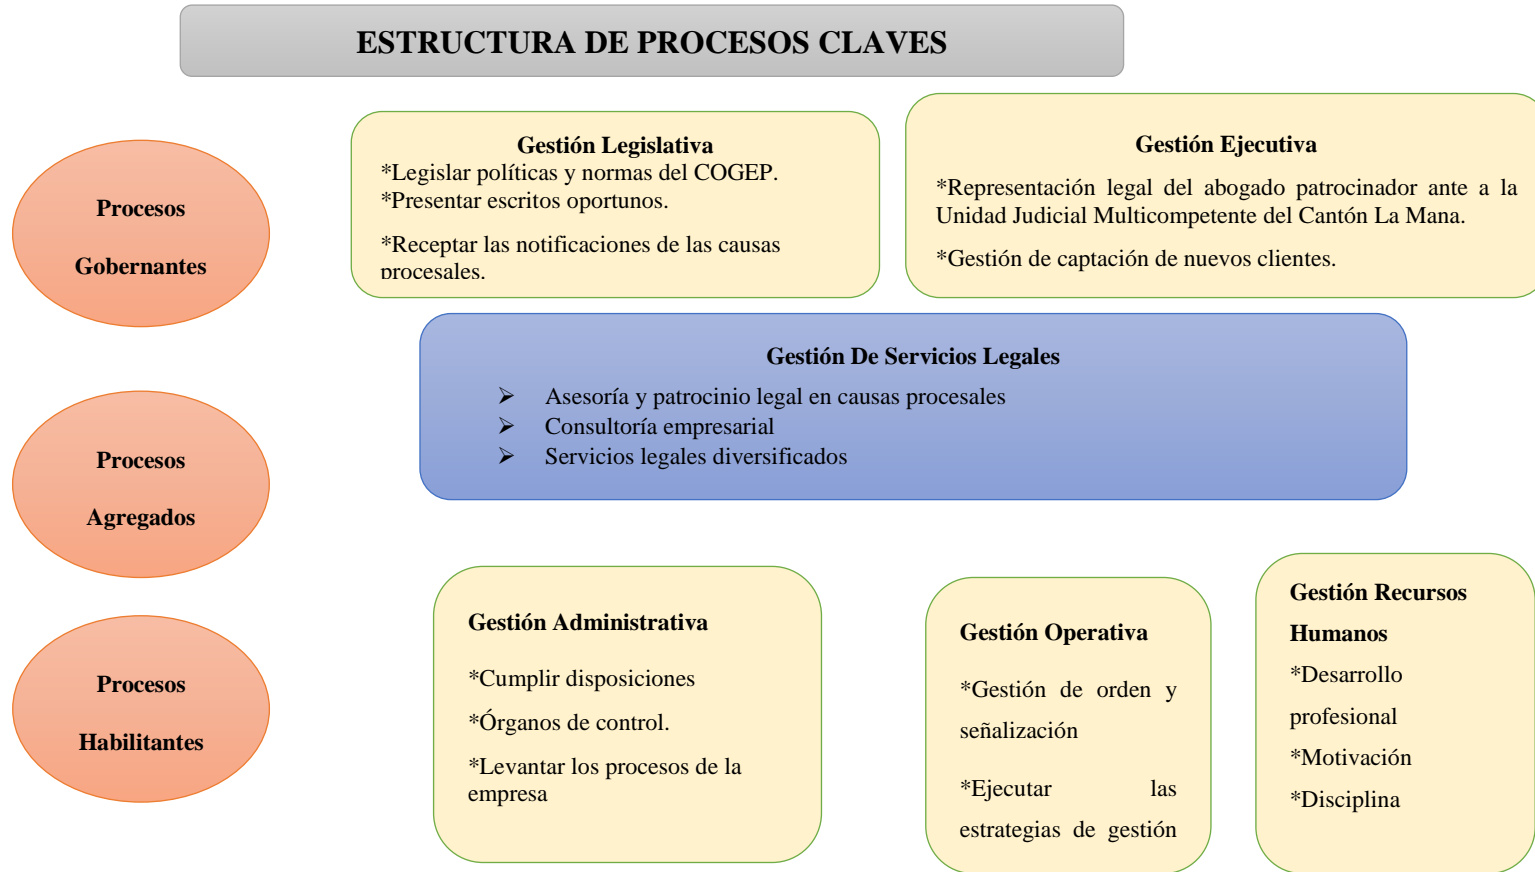 ESTRUCTURA DE PROCESOS CLAVES
Procesos
Gobernantes
Gestión Legislativa
*Legislar políticas y normas del COGEP.
*Presentar escritos oportunos.
*Receptar las notificaciones de las causas
procesales.
Gestión Ejecutiva
*Representación legal del abogado patrocinador ante a la
Unidad Judicial Multicompetente del Cantón La Mana.
*Gestión de captación de nuevos clientes.
Procesos
Agregados
Gestión De Servicios Legales
➢ Asesoría y patrocinio legal en causas procesales
➢ Consultoría empresarial
➢ Servicios legales diversificados
Procesos
Habilitantes
Gestión Administrativa
*Cumplir disposiciones
*Órganos de control.
*Levantar los procesos de la
empresa
Gestión Operativa
*Gestión de orden y
señalización
*Ejecutar las
estrategias de gestión
Gestión Recursos
Humanos
*Desarrollo
profesional
*Motivación
*Disciplina